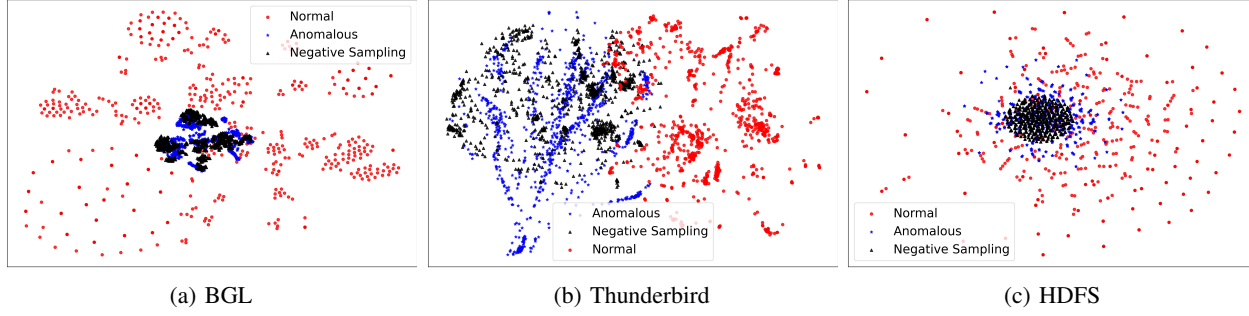 Normal
Anomalous
Negative Sampling
(a) BGL
Anomalous
Negative Sampling
Normal
(b) Thunderbird
Normal
Anomalous
Negative Sampling
(c) HDFS